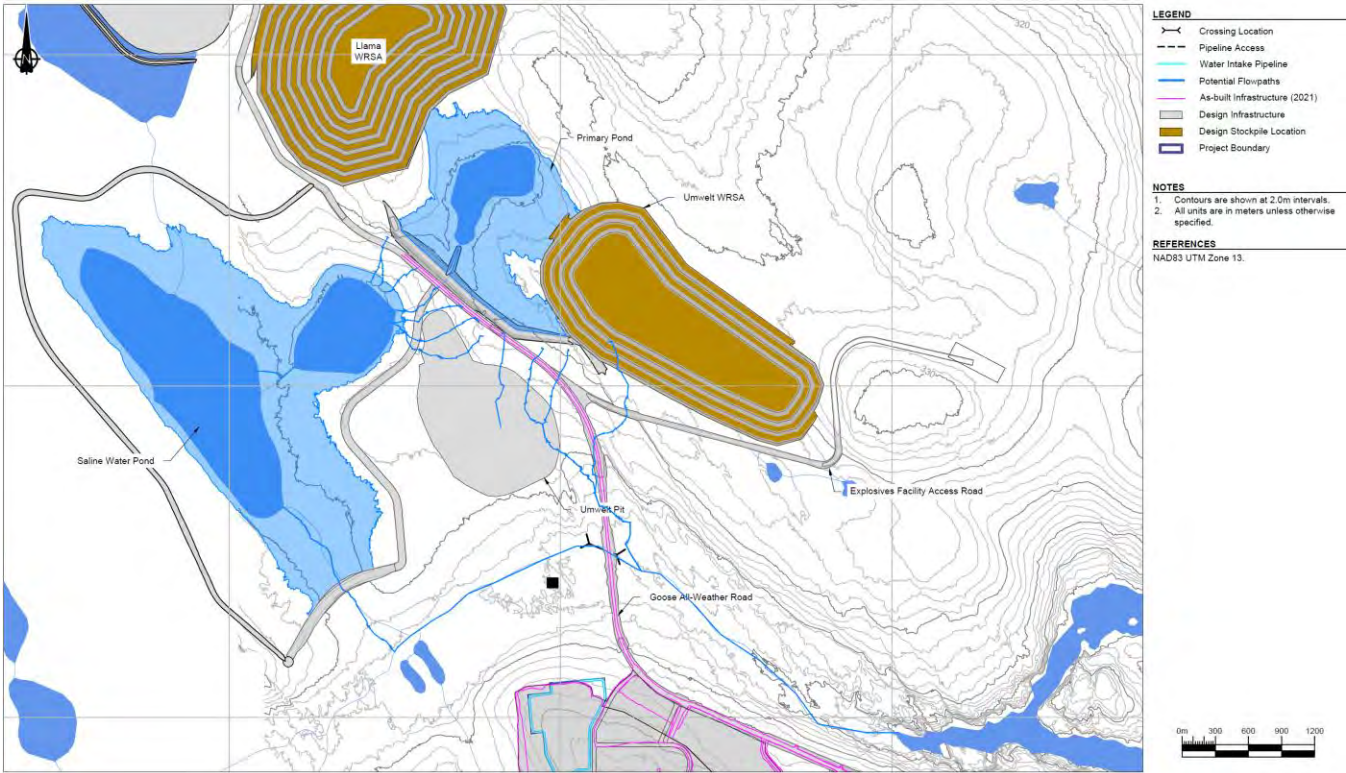 Llama
WRSA
Primary Pond
Umwelt WRSA
Saline Water Pond
Umwelt Pit
Explosives Facility Access Road
Goose All-Weather Road
320
330
N
LEGEND
Crossing Location
Pipeline Access
Water Intake Pipeline
Potential Flowpaths
As-built Infrastructure (2021)
Design Infrastructure
Design Stockpile Location
Project Boundary
NOTES
1. Contours are shown at 2.0m intervals.
2. All units are in meters unless otherwise
specified.
REFERENCES
NAD83 UTM Zone 13.
0m 300 600 900 1200